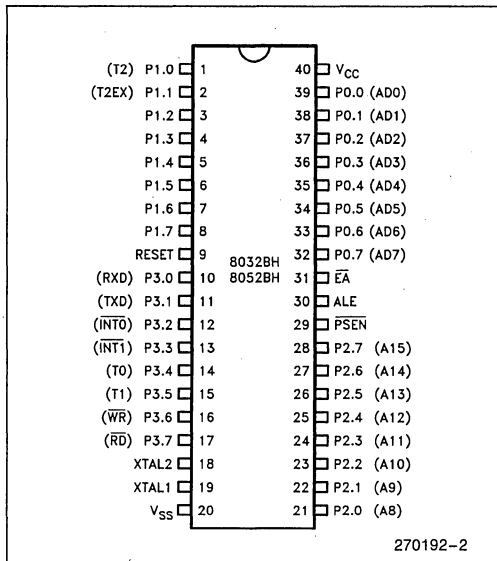 (T2) P1.0 1 40 VCC
(T2EX) P1.1 2 39 P0.0 (AD0)
P1.2 3 38 P0.1 (AD1)
P1.3 4 37 P0.2 (AD2)
P1.4 5 36 P0.3 (AD3)
P1.5 6 35 P0.4 (AD4)
P1.6 7 34 P0.5 (AD5)
P1.7 8 33 P0.6 (AD6)
RESET 9 8032BH 32 P0.7 (AD7)
(RXD) P3.0 10 8052BH 31 E̅A̅
(TXD) P3.1 11 30 ALE
(I̅N̅T̅0̅) P3.2 12 29 P̅S̅E̅N̅
(I̅N̅T̅1̅) P3.3 13 28 P2.7 (A15)
(T0) P3.4 14 27 P2.6 (A14)
(T1) P3.5 15 26 P2.5 (A13)
(W̅R̅) P3.6 16 25 P2.4 (A12)
(R̅D̅) P3.7 17 24 P2.3 (A11)
XTAL2 18 23 P2.2 (A10)
XTAL1 19 22 P2.1 (A9)
VSS 20 21 P2.0 (A8)
270192-2